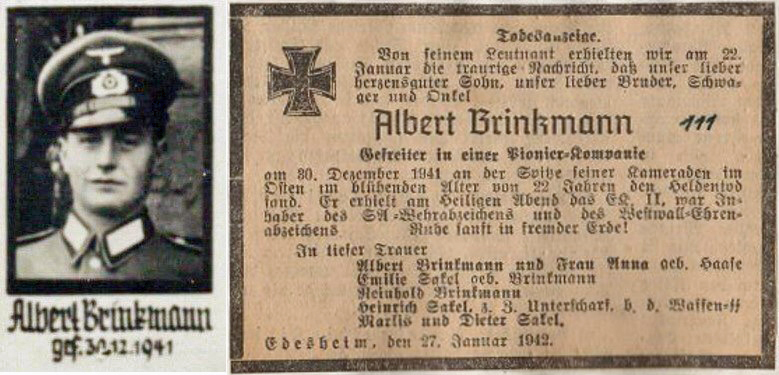 Albert Brinkmann
gef. 30.12.1941
Todesanzeige.
Von seinem Leutnant erhielten wir am 22.
Januar die traurige Nachricht, daß unser lieber
herzensguter Sohn, unser lieber Bruder, Schwa-
ger und Onkel
Albert Brinkmann
111
Gefreiter in einer Pionier-Kompanie
am 30. Dezember 1941 an der Spitze seiner Kameraden im
Osten im blühenden Alter von 22 Jahren den Heldentod
fand. Er erhielt am Heiligen Abend das EK. II, war In-
haber des SA-Wehrabzeichens und des Westwall-Ehren-
abzeichens Ruhe sanft in fremder Erde!
In tiefer Trauer
Albert Brinkmann und Frau Anna geb. Haase
Emilie Sakel geb. Brinkmann
Reinhold Brinkmann
Heinrich Sakel, z. Z. Unterscharf. b. d. Waffen-SS
Marlis und Dieter Sakel.
Edesheim, den 27. Januar 1942.